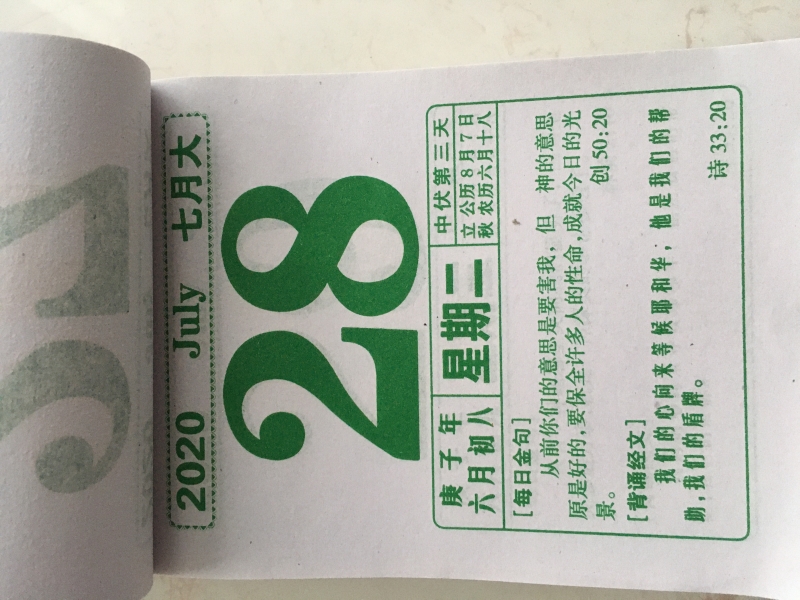 2020 July 七月大
28
庚子年
六月初八
星期二
中伏第三天
立秋 公历8月7日
农历六月十八
[每日金句]
从前你们的意思是要害我，但 神的意思
原是好的，要保全许多人的性命，成就今日的光
景。 创 50:20
[背诵经文]
我们的心向来等候耶和华；他是我们的帮
助，我们的盾牌。 诗 33:20